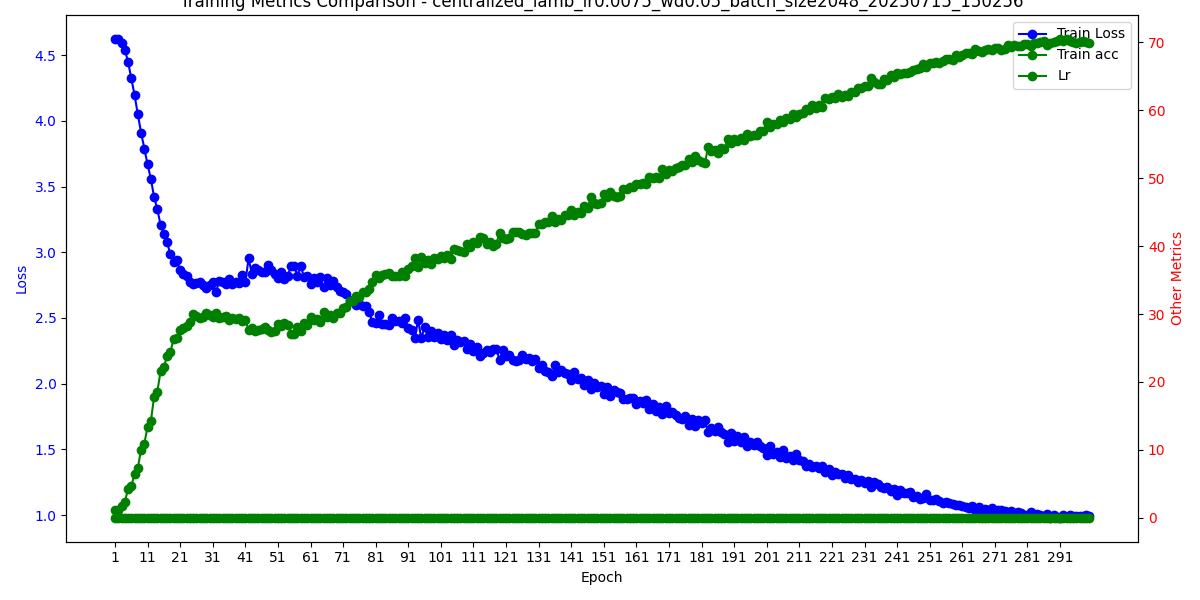 Training Metrics Comparison - centralized_lamb_lr0.0075_wd0.05_batch_size2048_20250715_150256
Train Loss
Train acc
Lr
Loss
4.5
4.0
3.5
3.0
2.5
2.0
1.5
1.0
Other Metrics
70
60
50
40
30
20
10
0
1 11 21 31 41 51 61 71 81 91 101 111 121 131 141 151 161 171 181 191 201 211 221 231 241 251 261 271 281 291
Epoch